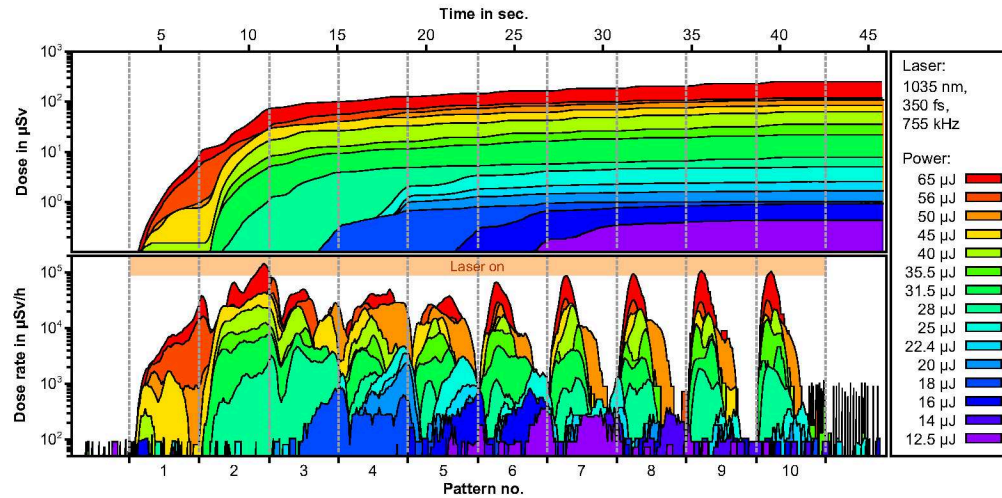 Time in sec.
5 10 15 20 25 30 35 40 45
Dose in µSv
10³
10²
10¹
10⁰
Laser on
Dose rate in µSv/h
10⁵
10⁴
10³
10²
1 2 3 4 5 6 7 8 9 10
Pattern no.
Laser:
1035 nm,
350 fs,
755 kHz
Power:
65 µJ
56 µJ
50 µJ
45 µJ
40 µJ
35.5 µJ
31.5 µJ
28 µJ
25 µJ
22.4 µJ
20 µJ
18 µJ
16 µJ
14 µJ
12.5 µJ